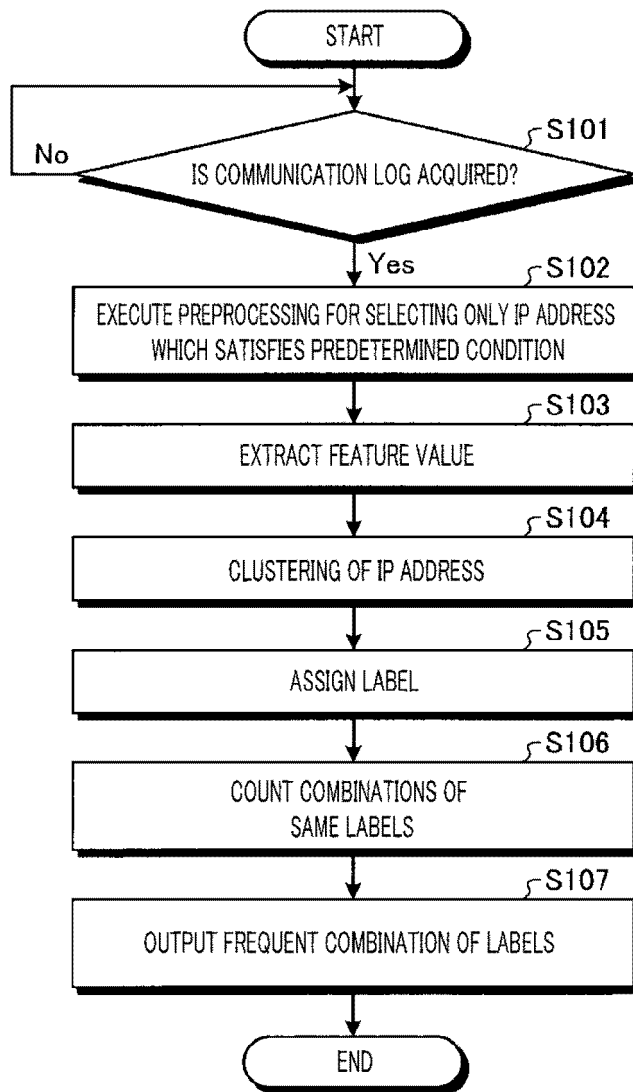 START
S101
No
IS COMMUNICATION LOG ACQUIRED?
Yes
S102
EXECUTE PREPROCESSING FOR SELECTING ONLY IP ADDRESS
WHICH SATISFIES PREDETERMINED CONDITION
S103
EXTRACT FEATURE VALUE
S104
CLUSTERING OF IP ADDRESS
S105
ASSIGN LABEL
S106
COUNT COMBINATIONS OF
SAME LABELS
S107
OUTPUT FREQUENT COMBINATION OF LABELS
END